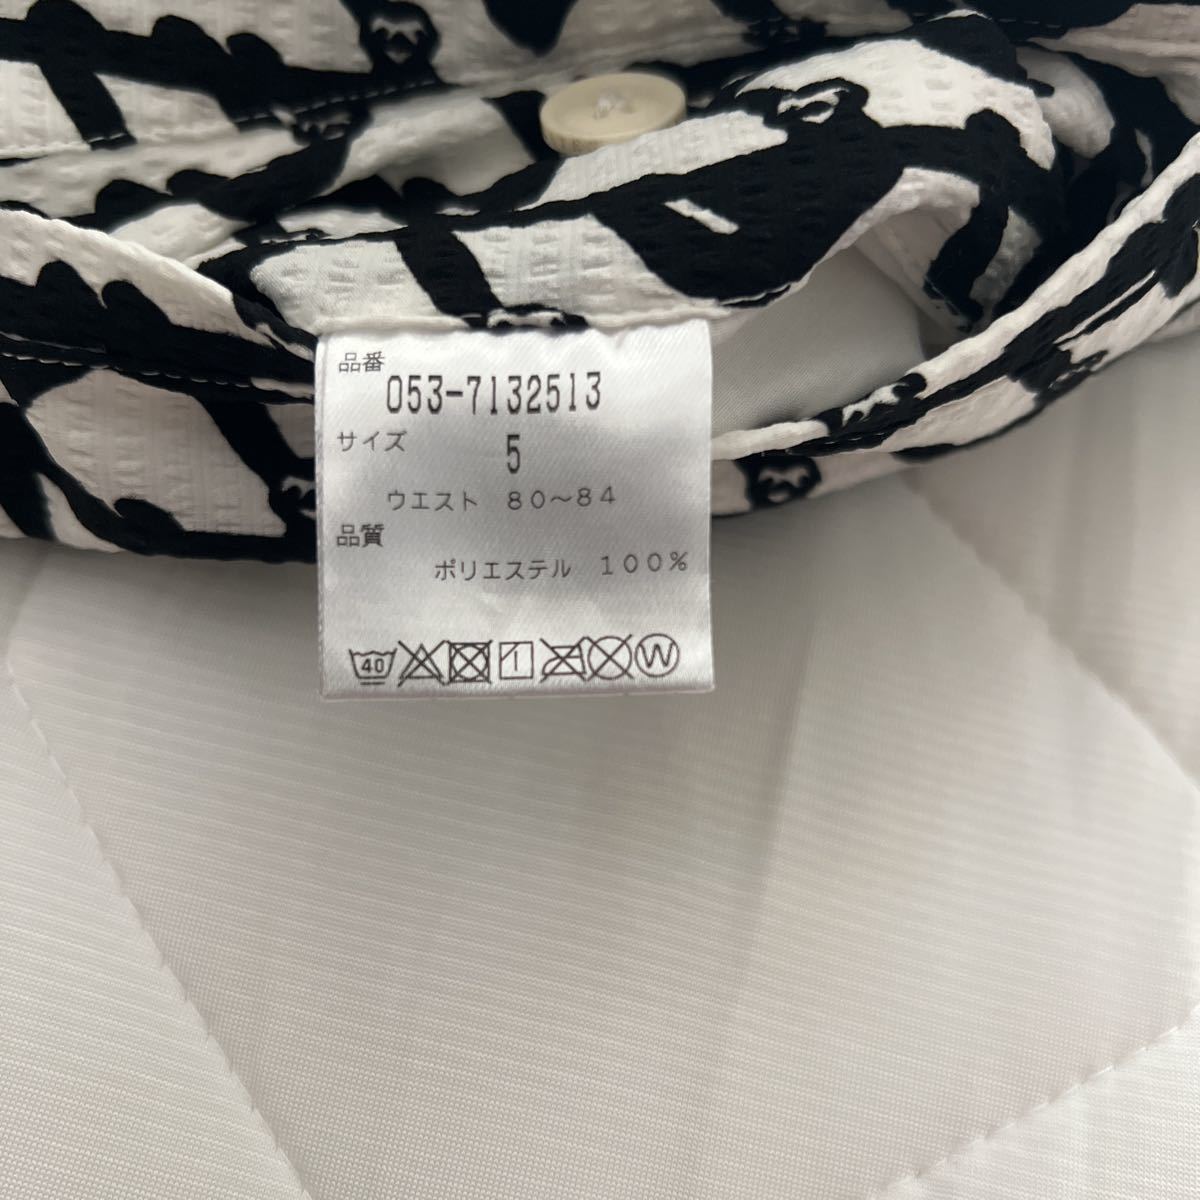 品番
053-7132513
サイズ 5
ウエスト 80〜84
品質
ポリエステル 100%
40 W